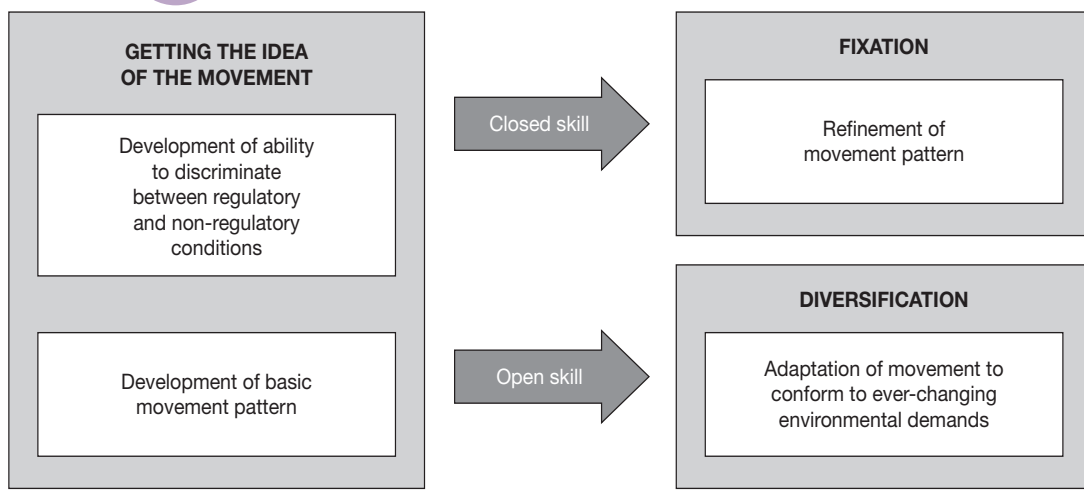 GETTING THE IDEA
OF THE MOVEMENT
Development of ability
to discriminate
between regulatory
and non-regulatory
conditions
Development of basic
movement pattern
Closed skill
Open skill
FIXATION
Refinement of
movement pattern
DIVERSIFICATION
Adaptation of movement to
conform to ever-changing
environmental demands